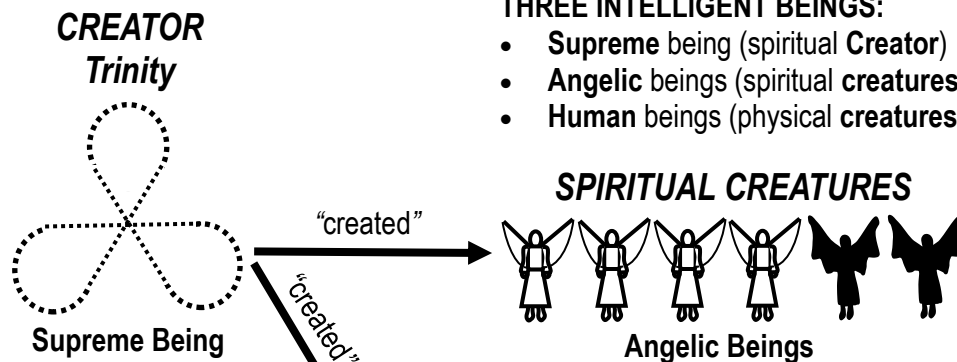 CREATOR
Trinity
THREE INTELLIGENT BEINGS:
• Supreme being (spiritual Creator)
• Angelic beings (spiritual creatures
• Human beings (physical creatures
SPIRITUAL CREATURES
“created”
“created”
Supreme Being
Angelic Beings